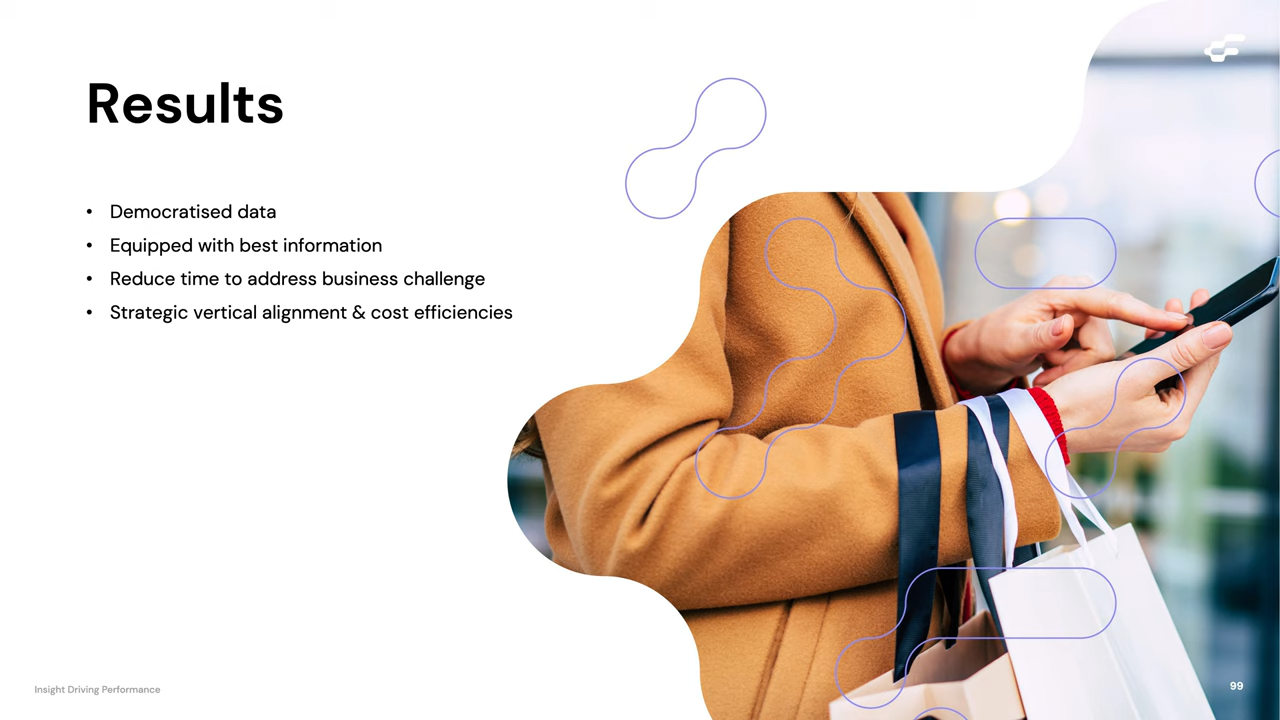 Results
• Democratised data
• Equipped with best information
• Reduce time to address business challenge
• Strategic vertical alignment & cost efficiencies
Insight Driving Performance
99